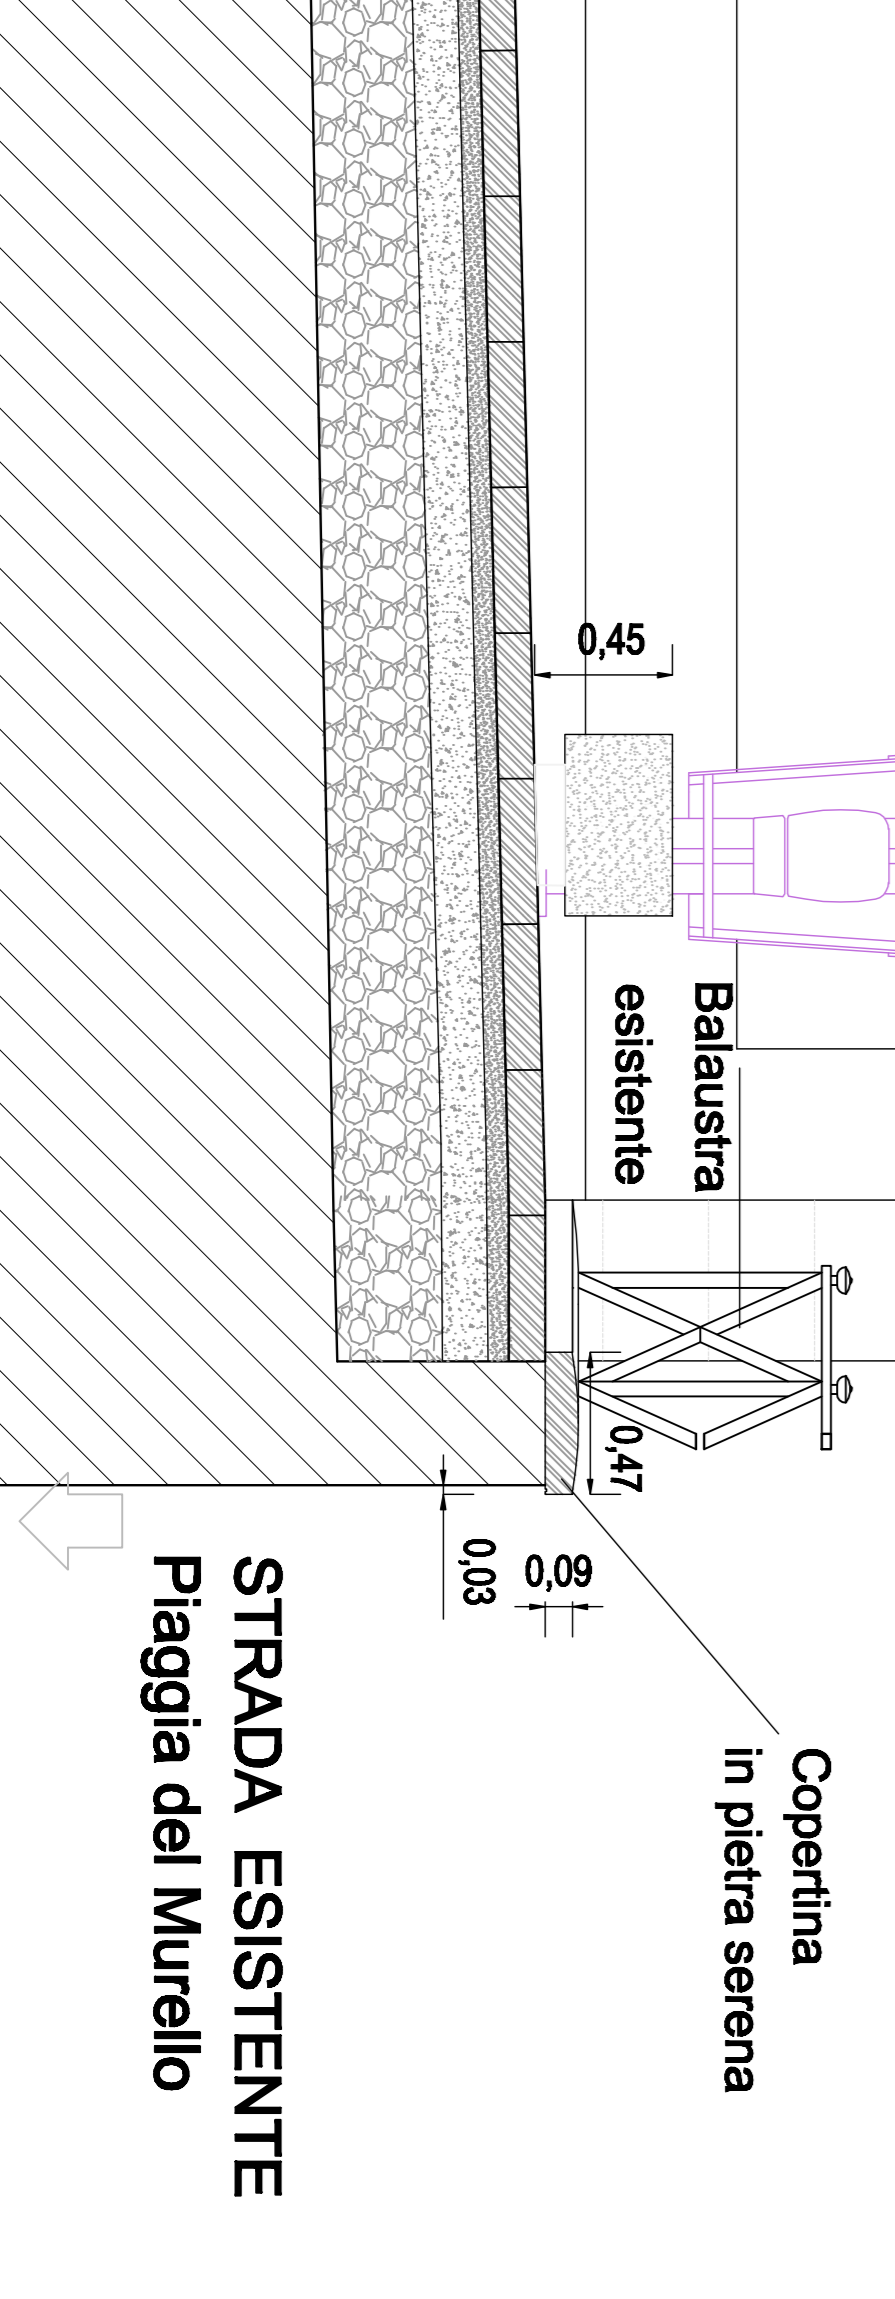 0,45
Balaustra
esistente
0,47
0,09
0,03
Copertina
in pietra serena
STRADA ESISTENTE
Piaggia del Murello